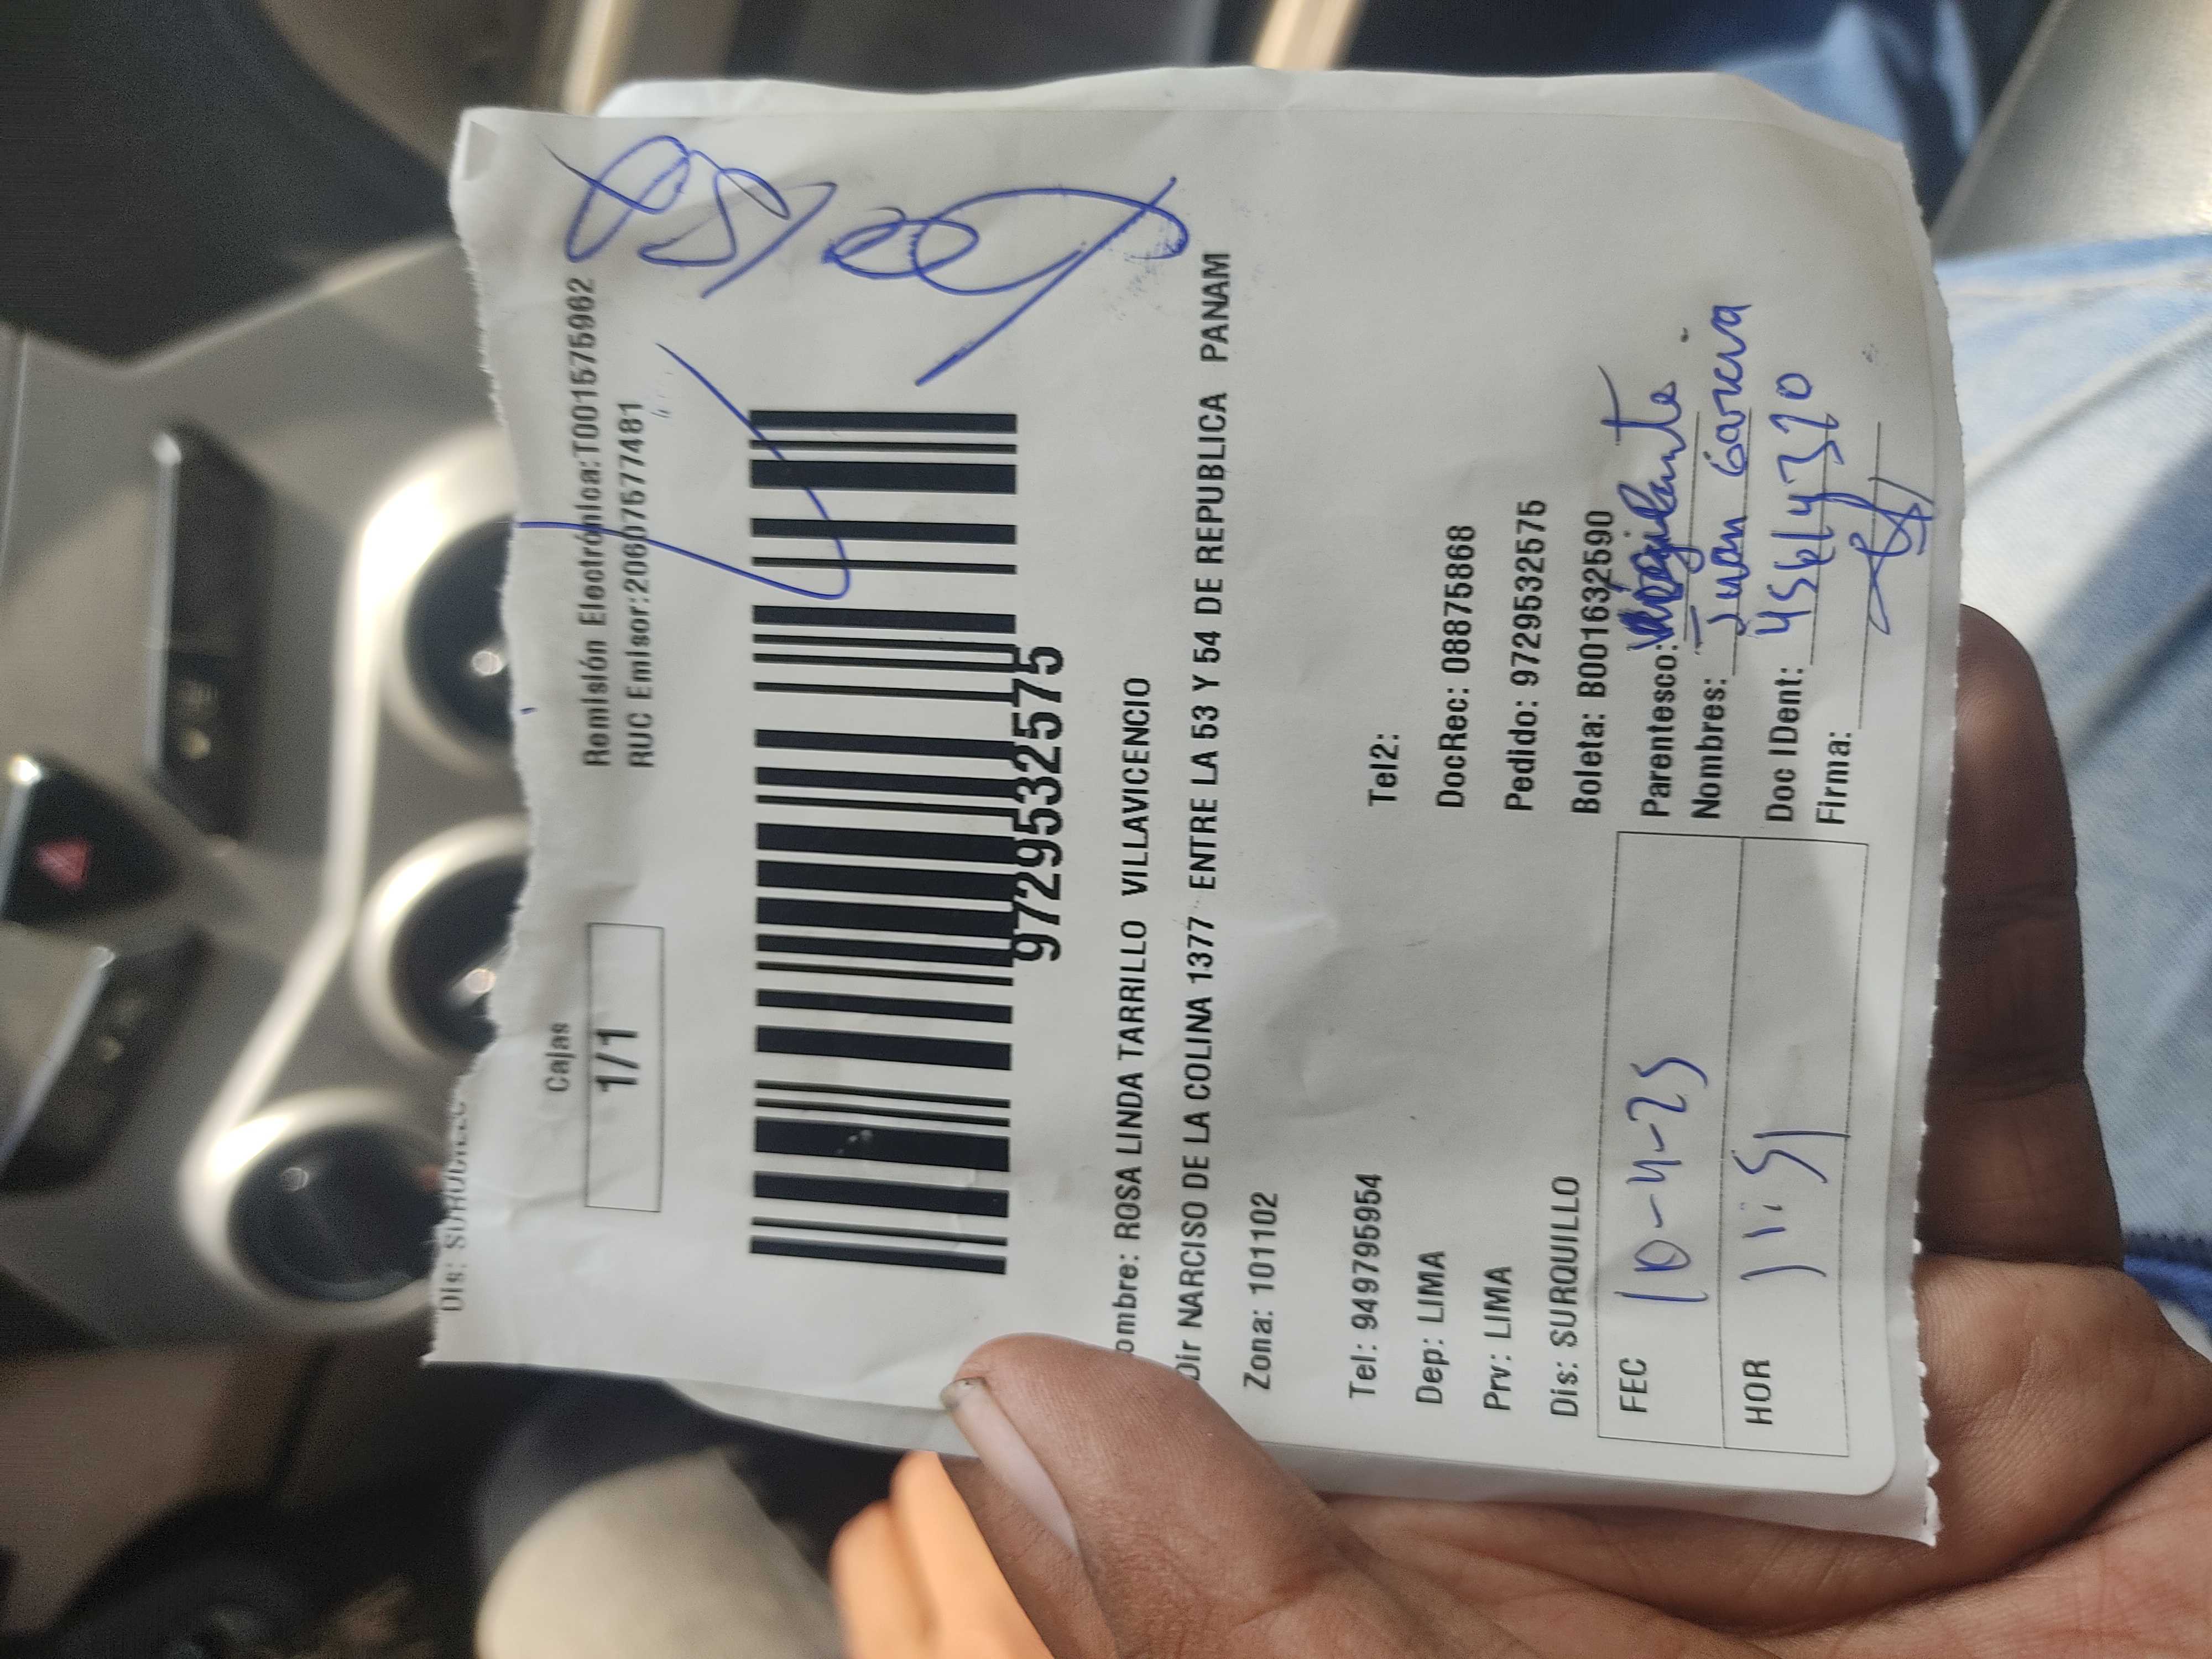 Remisión Electrónica:T001575962
RUC Emisor:20607577481
Cajas
1/1
972953257​5
ombre: ROSA LINDA TARRILLO VILLAVICENCIO
Dir NARCISO DE LA COLINA 1377 ENTRE LA 53 Y 54 DE REPUBLICA PANAM
Zona: 101102
Tel: 949795954
Tel2:
Dep: LIMA
DocRec: 08875868
Prv: LIMA
Pedido: 9729532575
Dis: SURQUILLO
Boleta: B001632590
FEC 10-4-25
Parentesco: vigilante
Nombres: Juan Garcia
HOR 11:51
Doc IDent:
Firma: